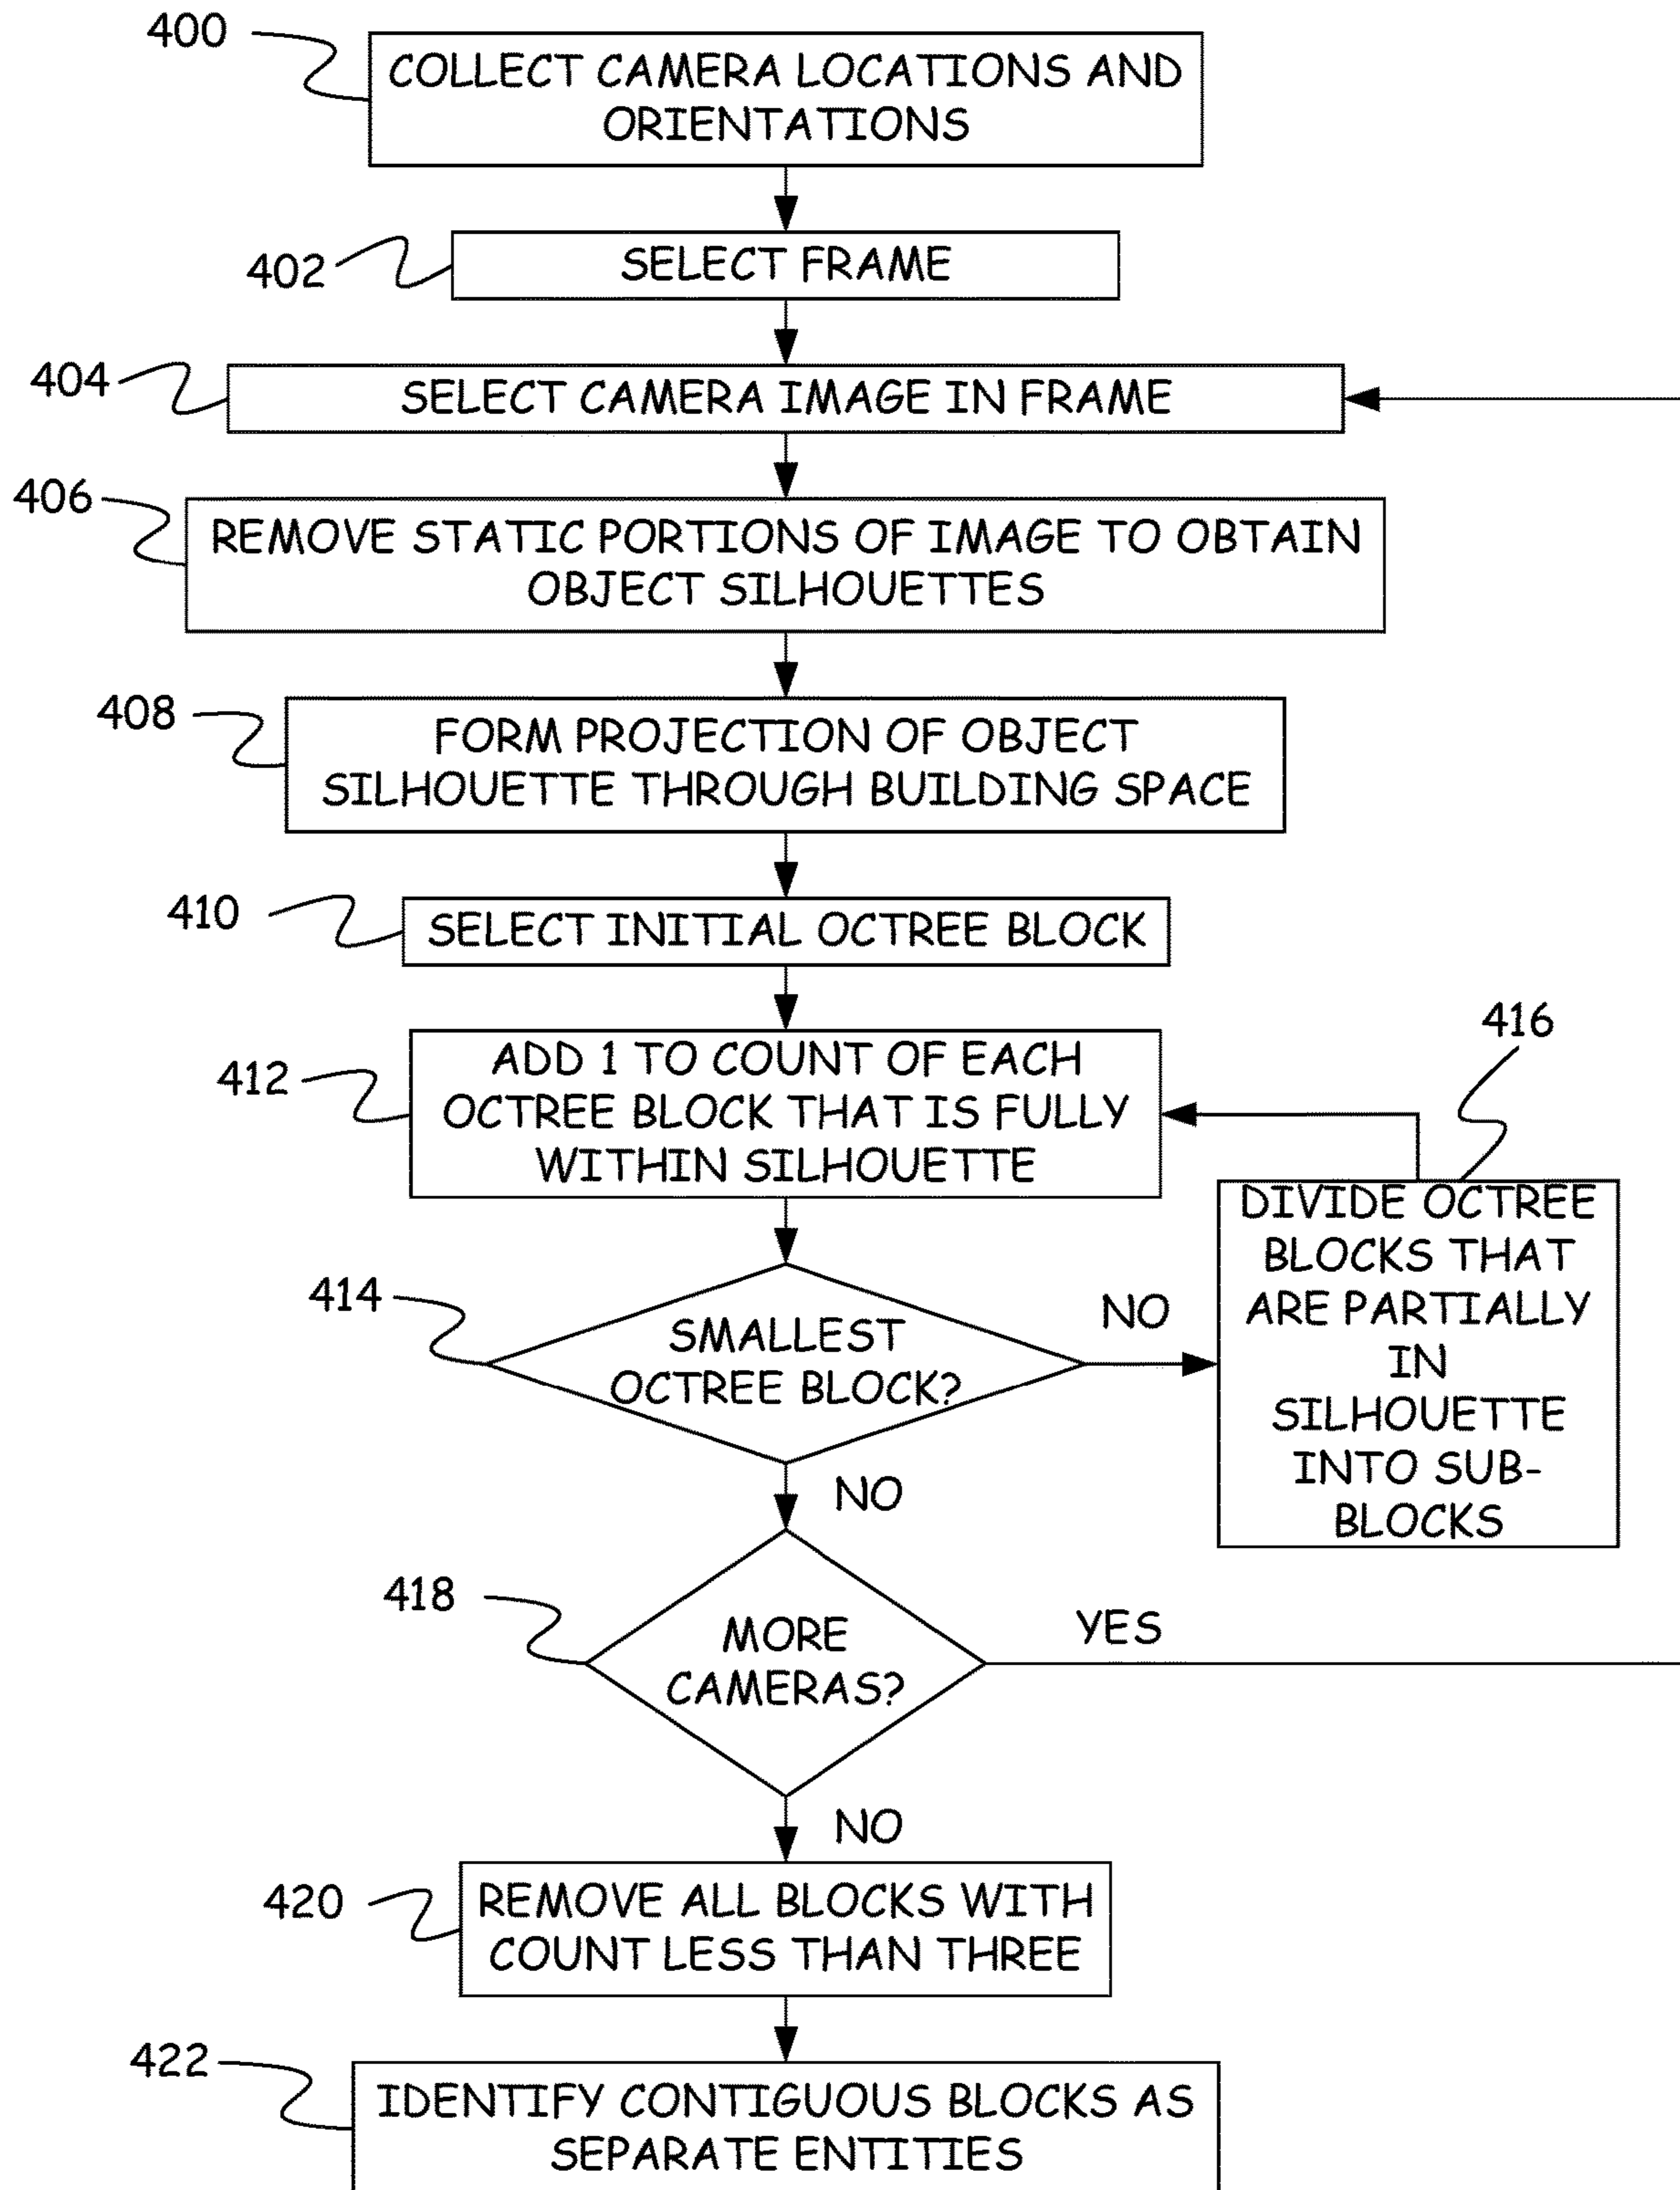 400
COLLECT CAMERA LOCATIONS AND
ORIENTATIONS
402
SELECT FRAME
404
SELECT CAMERA IMAGE IN FRAME
406
REMOVE STATIC PORTIONS OF IMAGE TO OBTAIN
OBJECT SILHOUETTES
408
FORM PROJECTION OF OBJECT
SILHOUETTE THROUGH BUILDING SPACE
410
SELECT INITIAL OCTREE BLOCK
412
ADD 1 TO COUNT OF EACH
OCTREE BLOCK THAT IS FULLY
WITHIN SILHOUETTE
416
DIVIDE OCTREE
BLOCKS THAT
ARE PARTIALLY
IN
SILHOUETTE
INTO SUB-
BLOCKS
414
SMALLEST
OCTREE BLOCK?
NO
NO
418
MORE
CAMERAS?
YES
NO
420
REMOVE ALL BLOCKS WITH
COUNT LESS THAN THREE
422
IDENTIFY CONTIGUOUS BLOCKS AS
SEPARATE ENTITIES